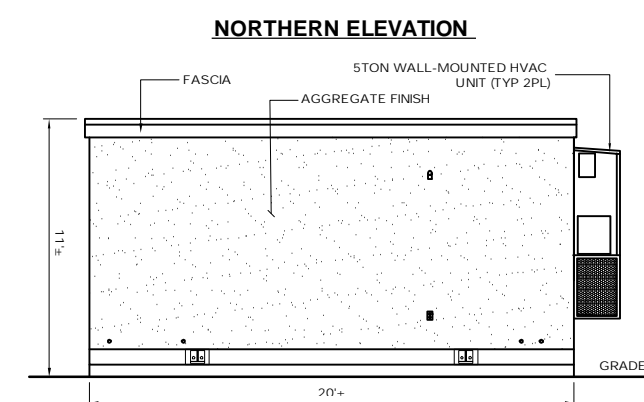 NORTHERN ELEVATION
5TON WALL-MOUNTED HVAC
UNIT (TYP 2PL)
FASCIA
AGGREGATE FINISH
11'±
GRADE
20'±